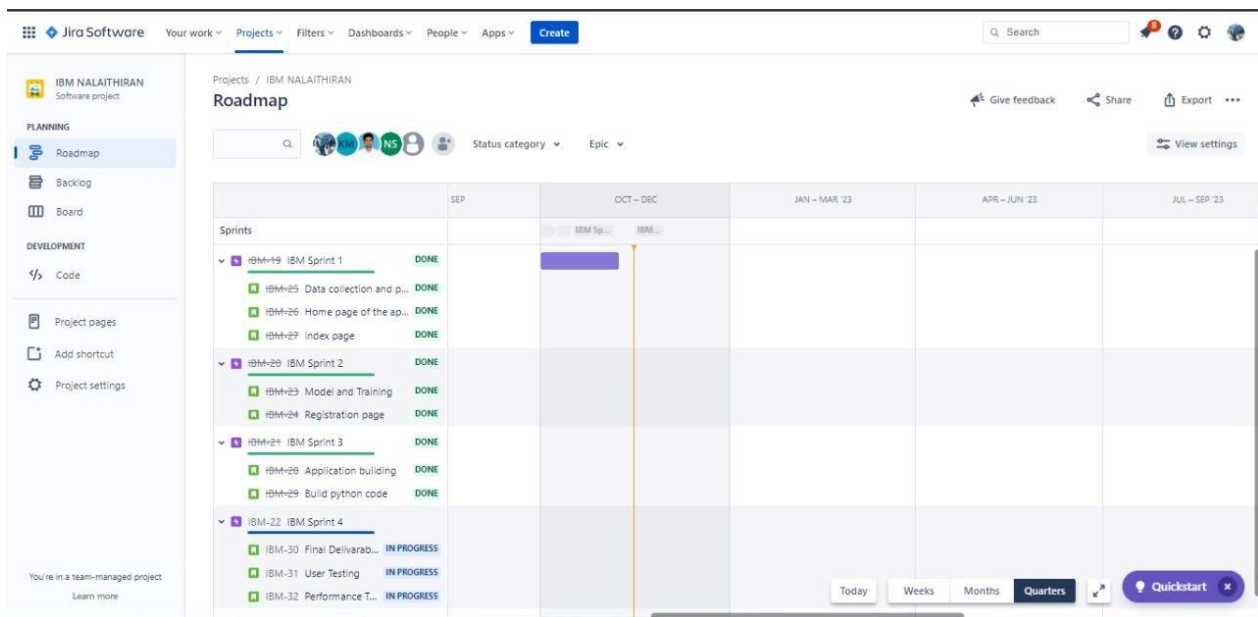 Jira Software Your work Projects Filters Dashboards People Apps Create Search 8
IBM NALAITHIRAN
Software project
PLANNING
Roadmap
Backlog
Board
DEVELOPMENT
Code
Project pages
Add shortcut
Project settings
You're in a team-managed project
Learn more
Projects / IBM NALAITHIRAN
Roadmap
Give feedback Share Export
KM NS Status category Epic View settings
SEP OCT – DEC JAN – MAR '23 APR – JUN '23 JUL – SEP '23
Sprints IBM Sp... IBM...
IBM-19 IBM Sprint 1 DONE
IBM-25 Data collection and p... DONE
IBM-26 Home page of the ap... DONE
IBM-27 index page DONE
IBM-20 IBM Sprint 2 DONE
IBM-23 Model and Training DONE
IBM-24 Registration page DONE
IBM-21 IBM Sprint 3 DONE
IBM-28 Application building DONE
IBM-29 Build python code DONE
IBM-22 IBM Sprint 4
IBM-30 Final Delivarab... IN PROGRESS
IBM-31 User Testing IN PROGRESS
IBM-32 Performance T... IN PROGRESS
Today Weeks Months Quarters Quickstart